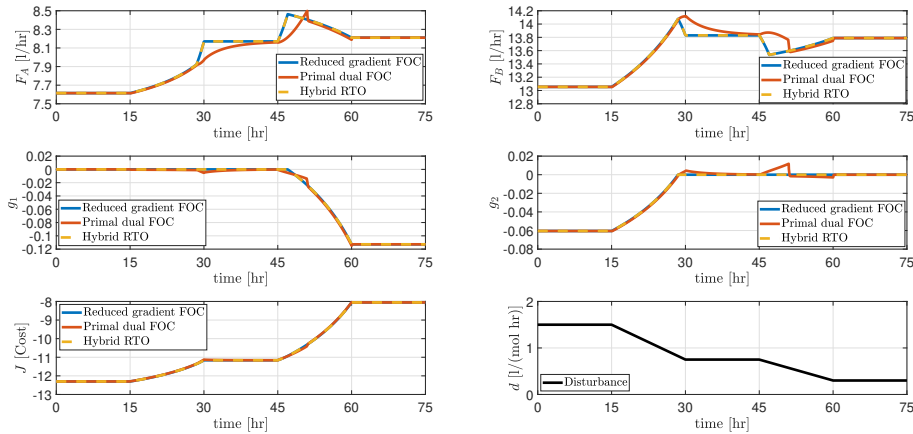 8.5
8.3
8.1
7.9
7.7
7.5
F_A [l/hr]
0 15 30 45 60 75
time [hr]
Reduced gradient FOC
Primal dual FOC
Hybrid RTO
14.2
14
13.8
13.6
13.4
13.2
13
12.8
F_B [l/hr]
0 15 30 45 60 75
time [hr]
Reduced gradient FOC
Primal dual FOC
Hybrid RTO
0.02
0
-0.02
-0.04
-0.06
-0.08
-0.1
-0.12
g_1
0 15 30 45 60 75
time [hr]
Reduced gradient FOC
Primal dual FOC
Hybrid RTO
0.02
0
-0.02
-0.04
-0.06
-0.08
g_2
0 15 30 45 60 75
time [hr]
Reduced gradient FOC
Primal dual FOC
Hybrid RTO
-8
-9
-10
-11
-12
-13
J [Cost]
0 15 30 45 60 75
time [hr]
Reduced gradient FOC
Primal dual FOC
Hybrid RTO
2
1
0
d [l/(mol hr)]
0 15 30 45 60 75
time [hr]
Disturbance